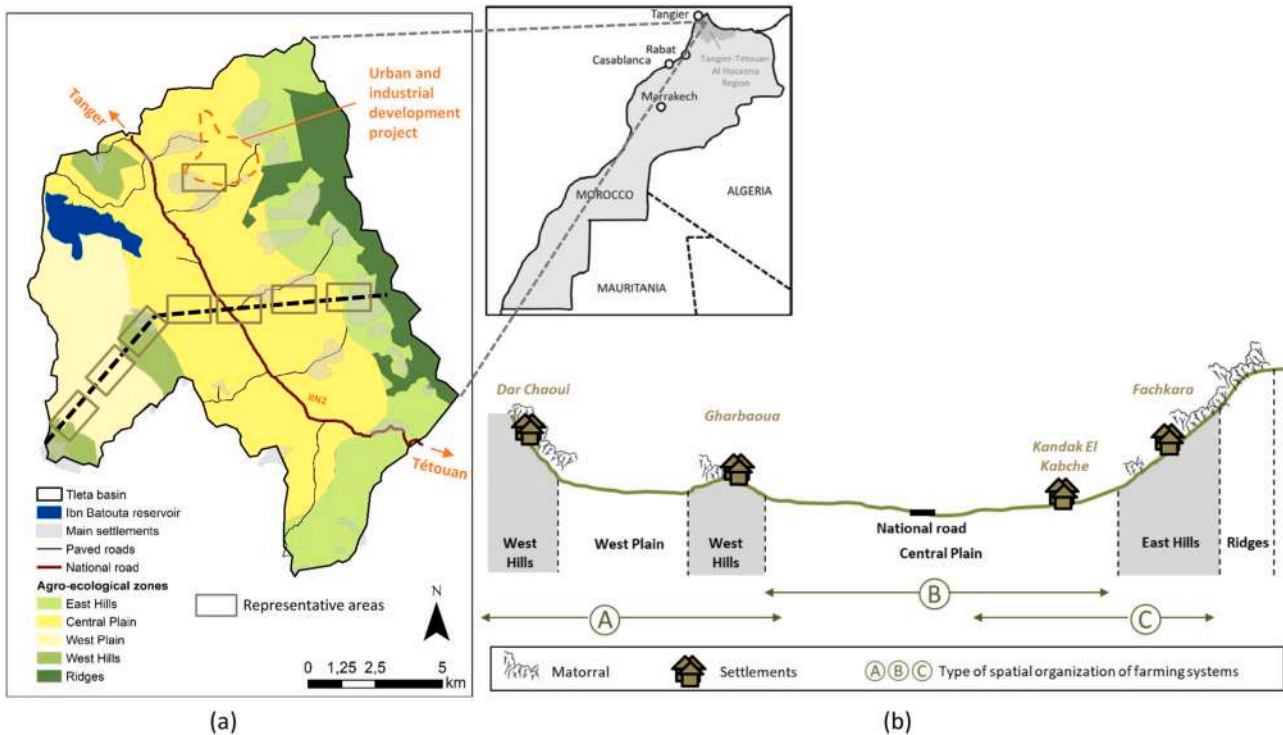 Tanger
Urban and
industrial
development
project
RN2
Tétouan
Tleta basin
Ibn Batouta reservoir
Main settlements
Paved roads
National road
Agro-ecological zones
East Hills
Central Plain
West Plain
West Hills
Ridges
Representative areas
N
0 1,25 2,5 5
km
(a)
Tangier
Rabat
Casablanca
Tangier-Tétouan
Al Hoceima
Region
Marrakech
MOROCCO
ALGERIA
MAURITANIA
Dar Chaoui
Gharbaoua
Kandak El
Kabche
Fachkara
West
Hills
West Plain
West
Hills
National road
Central Plain
East Hills
Ridges
A
B
C
Matorral
Settlements
A B C Type of spatial organization of farming systems
(b)